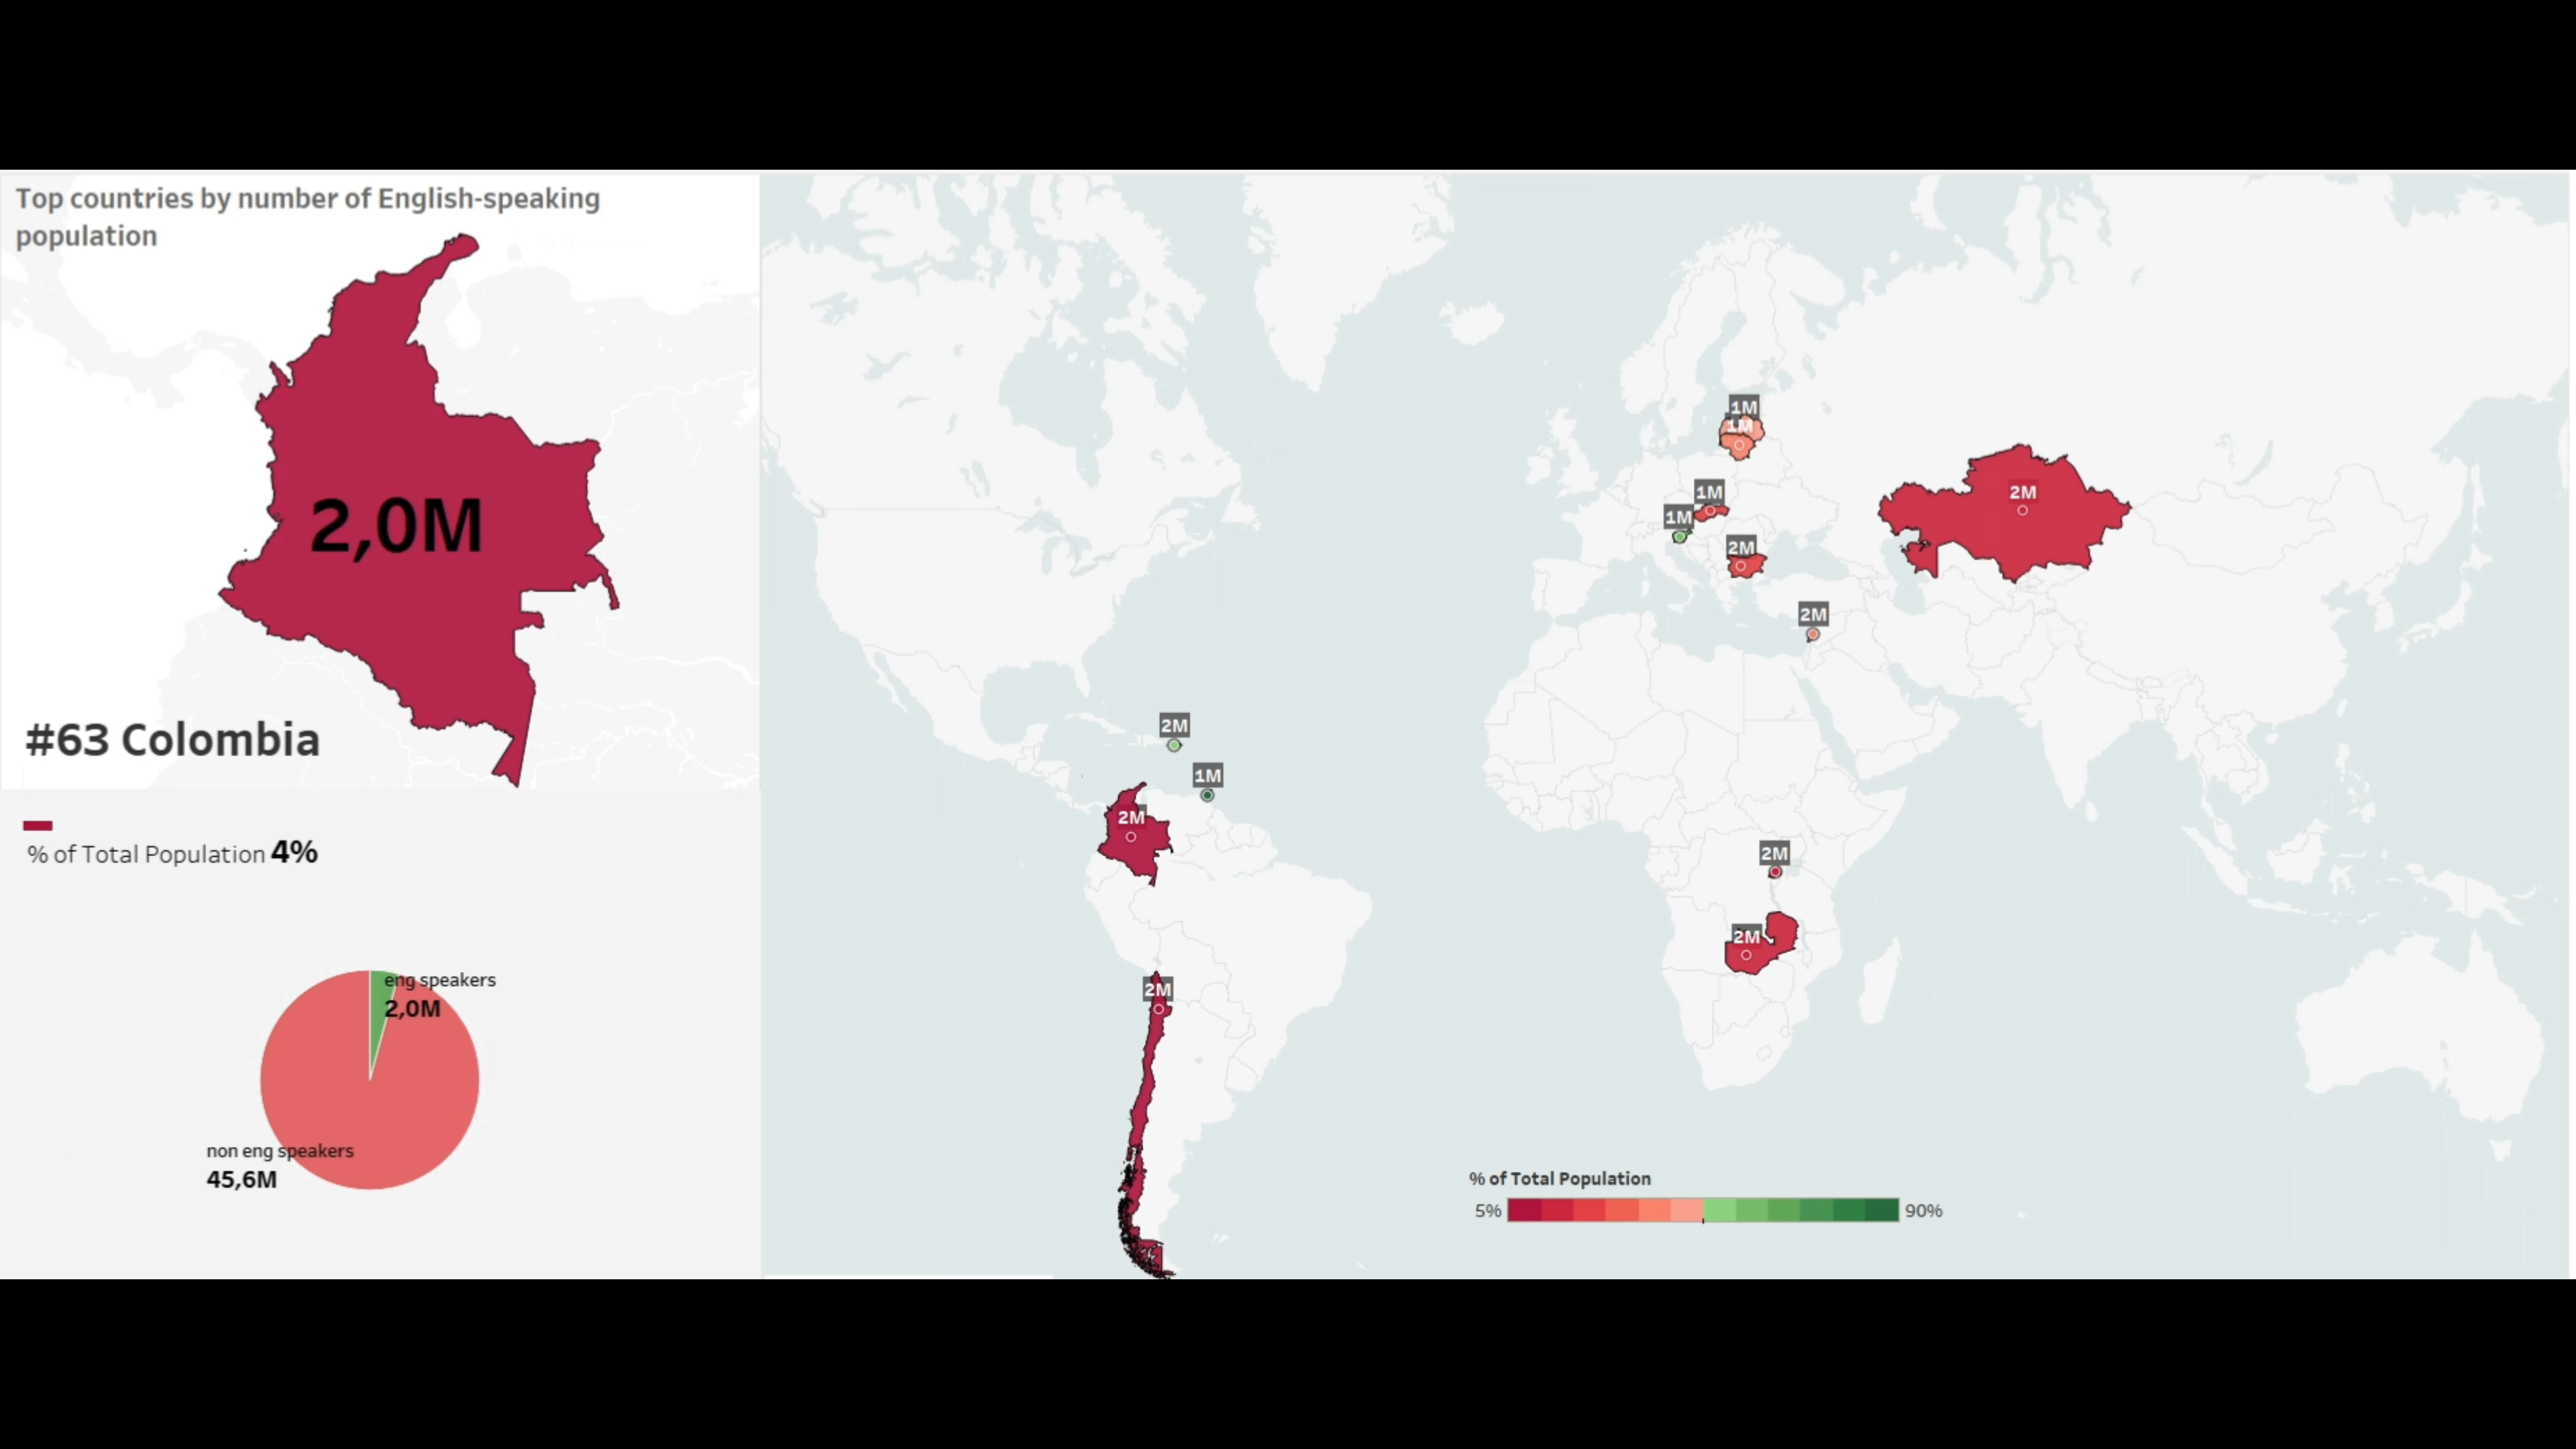 Top countries by number of English-speaking
population
2,0M
#63 Colombia
% of Total Population 4%
eng speakers
2,0M
non eng speakers
45,6M
1M
1M
1M
2M
1M
2M
2M
2M
1M
2M
2M
2M
2M
% of Total Population
5%
90%